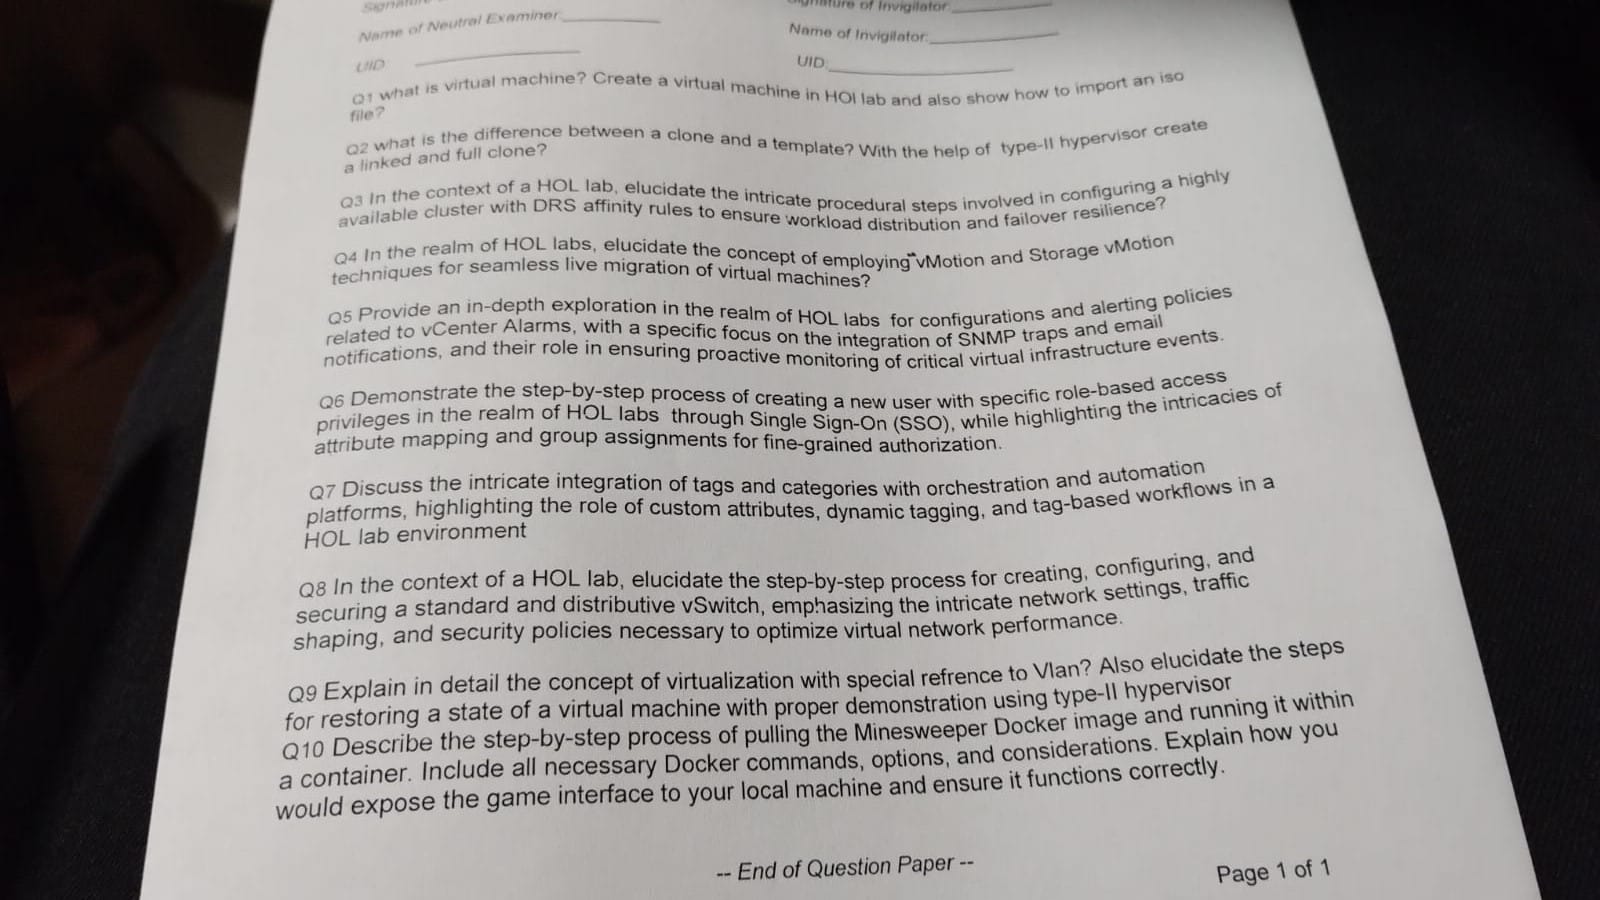 Signature
Signature of Invigilator:
Name of Neutral Examiner:
Name of Invigilator:
UID:
UID:
Q1 what is virtual machine? Create a virtual machine in HOl lab and also show how to import an iso
file?
Q2 what is the difference between a clone and a template? With the help of type-II hypervisor create
a linked and full clone?
Q3 In the context of a HOL lab, elucidate the intricate procedural steps involved in configuring a highly
available cluster with DRS affinity rules to ensure workload distribution and failover resilience?
Q4 In the realm of HOL labs, elucidate the concept of employing vMotion and Storage vMotion
techniques for seamless live migration of virtual machines?
Q5 Provide an in-depth exploration in the realm of HOL labs for configurations and alerting policies
related to vCenter Alarms, with a specific focus on the integration of SNMP traps and email
notifications, and their role in ensuring proactive monitoring of critical virtual infrastructure events.
Q6 Demonstrate the step-by-step process of creating a new user with specific role-based access
privileges in the realm of HOL labs through Single Sign-On (SSO), while highlighting the intricacies of
attribute mapping and group assignments for fine-grained authorization.
Q7 Discuss the intricate integration of tags and categories with orchestration and automation
platforms, highlighting the role of custom attributes, dynamic tagging, and tag-based workflows in a
HOL lab environment
Q8 In the context of a HOL lab, elucidate the step-by-step process for creating, configuring, and
securing a standard and distributive vSwitch, emphasizing the intricate network settings, traffic
shaping, and security policies necessary to optimize virtual network performance.
Q9 Explain in detail the concept of virtualization with special refrence to Vlan? Also elucidate the steps
for restoring a state of a virtual machine with proper demonstration using type-II hypervisor
Q10 Describe the step-by-step process of pulling the Minesweeper Docker image and running it within
a container. Include all necessary Docker commands, options, and considerations. Explain how you
would expose the game interface to your local machine and ensure it functions correctly.
-- End of Question Paper --
Page 1 of 1